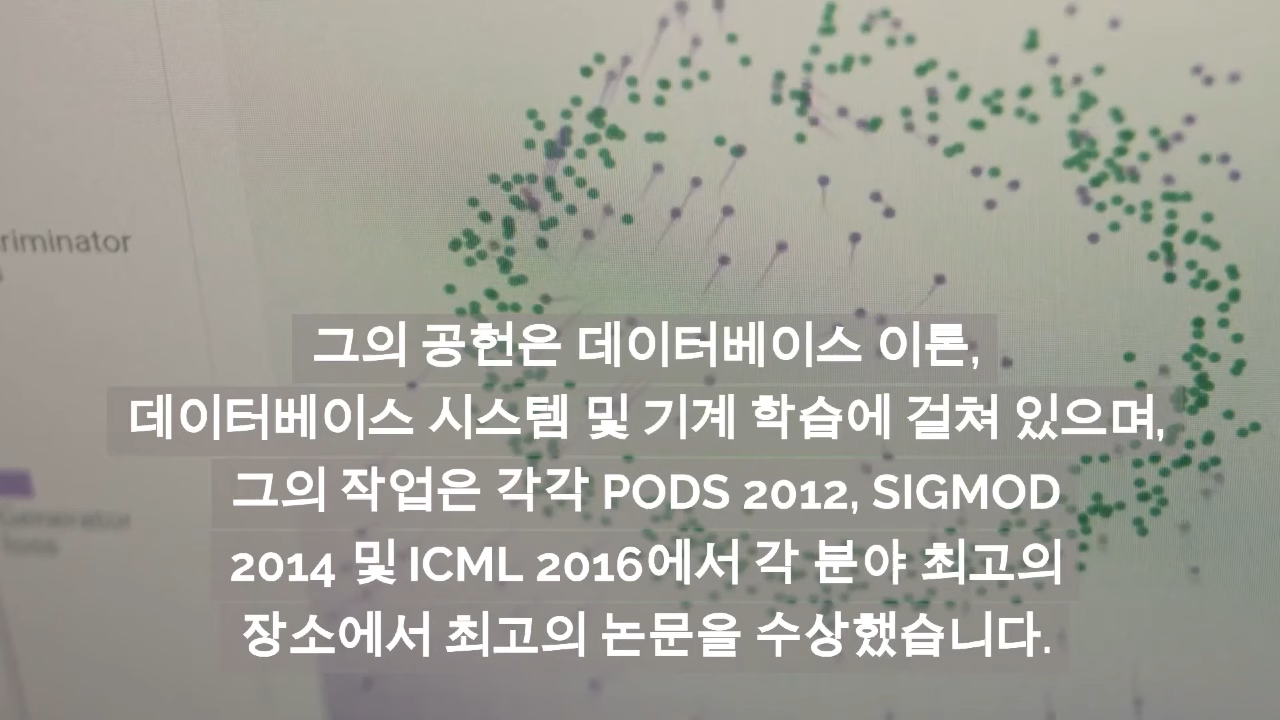 riminator
Generator
loss
그의 공헌은 데이터베이스 이론,
데이터베이스 시스템 및 기계 학습에 걸쳐 있으며,
그의 작업은 각각 PODS 2012, SIGMOD
2014 및 ICML 2016에서 각 분야 최고의
장소에서 최고의 논문을 수상했습니다.